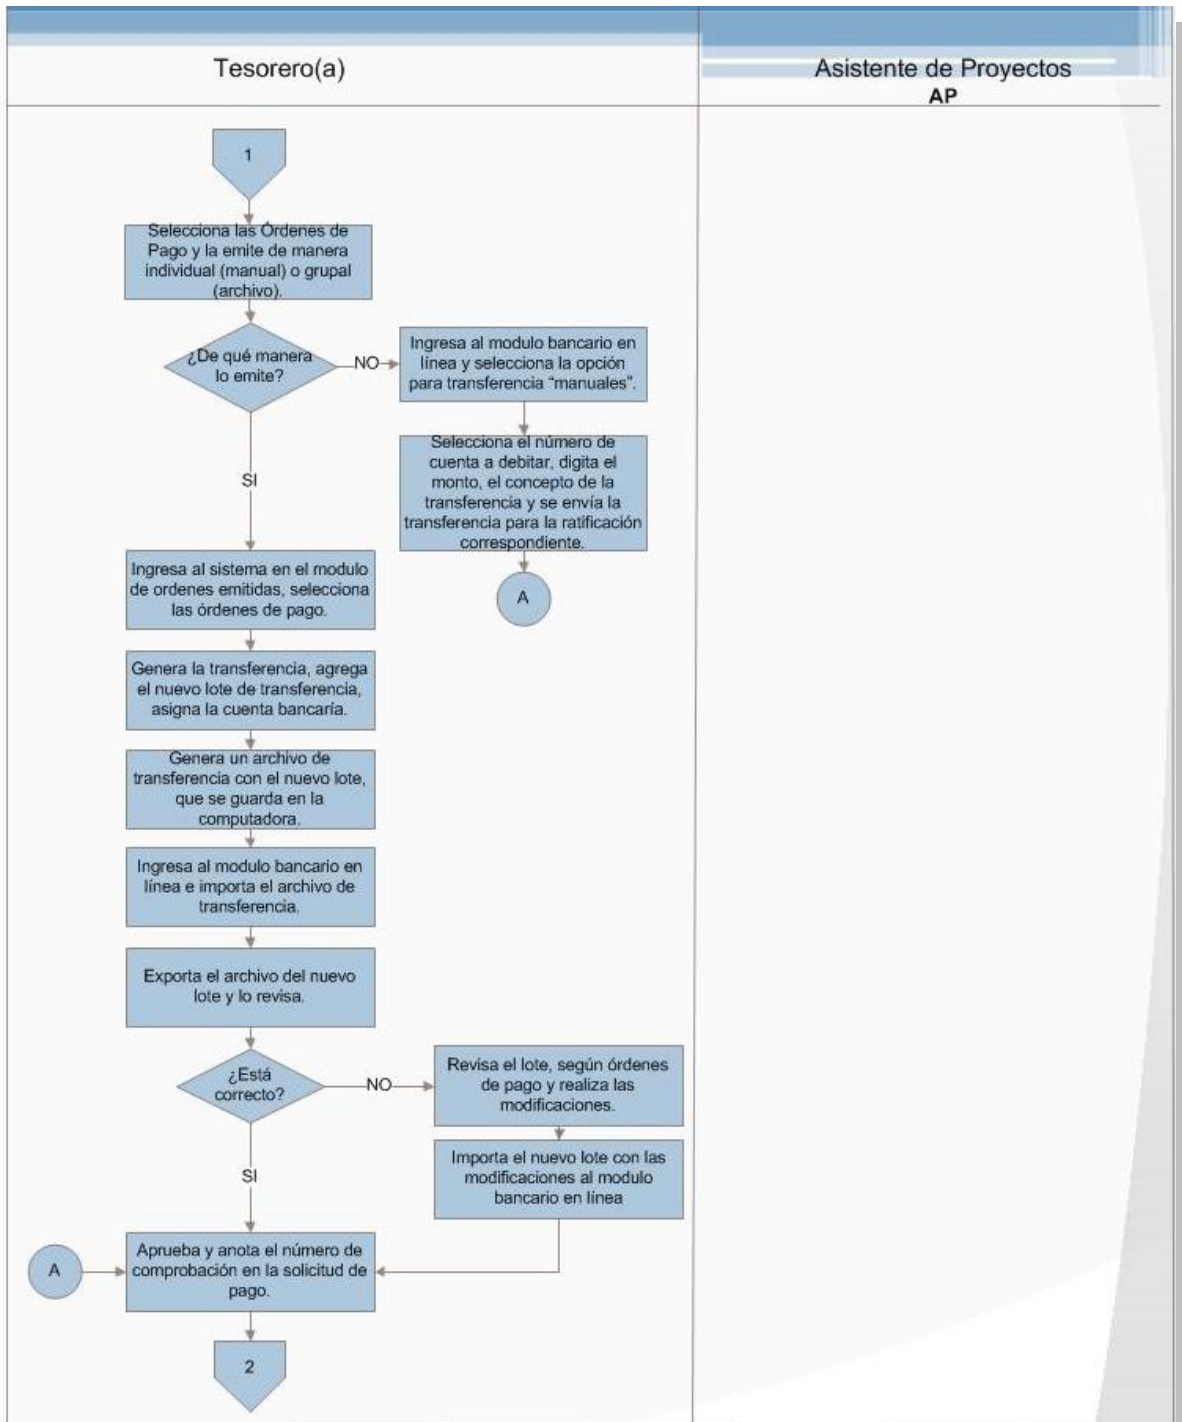 Tesorero(a)
Asistente de Proyectos
AP
1
Selecciona las Órdenes de
Pago y la emite de manera
individual (manual) o grupal
(archivo).
¿De qué manera
lo emite?
NO
Ingresa al modulo bancario en
línea y selecciona la opción
para transferencia “manuales”.
Selecciona el número de
cuenta a debitar, digita el
monto, el concepto de la
transferencia y se envía la
transferencia para la ratificación
correspondiente.
A
SI
Ingresa al sistema en el modulo
de ordenes emitidas, selecciona
las órdenes de pago.
Genera la transferencia, agrega
el nuevo lote de transferencia,
asigna la cuenta bancaría.
Genera un archivo de
transferencia con el nuevo lote,
que se guarda en la
computadora.
Ingresa al modulo bancario en
línea e importa el archivo de
transferencia.
Exporta el archivo del nuevo
lote y lo revisa.
¿Está
correcto?
NO
Revisa el lote, según órdenes
de pago y realiza las
modificaciones.
Importa el nuevo lote con las
modificaciones al modulo
bancario en línea
SI
A
Aprueba y anota el número de
comprobación en la solicitud de
pago.
2